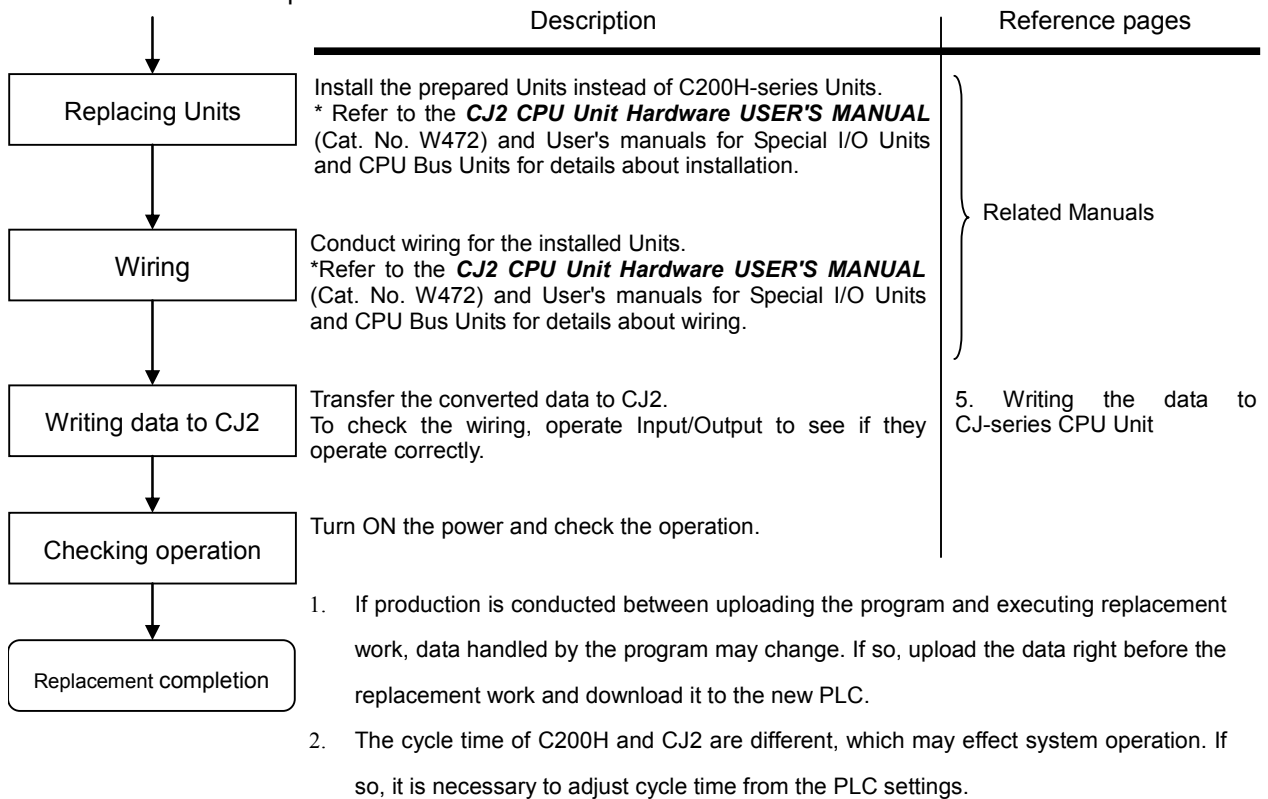 Description
Reference pages
Replacing Units
Install the prepared Units instead of C200H-series Units.
* Refer to the CJ2 CPU Unit Hardware USER'S MANUAL
(Cat. No. W472) and User's manuals for Special I/O Units
and CPU Bus Units for details about installation.
Related Manuals
Wiring
Conduct wiring for the installed Units.
*Refer to the CJ2 CPU Unit Hardware USER'S MANUAL
(Cat. No. W472) and User's manuals for Special I/O Units
and CPU Bus Units for details about wiring.
Writing data to CJ2
Transfer the converted data to CJ2.
To check the wiring, operate Input/Output to see if they
operate correctly.
5. Writing the data to
CJ-series CPU Unit
Checking operation
Turn ON the power and check the operation.
Replacement completion
1. If production is conducted between uploading the program and executing replacement
work, data handled by the program may change. If so, upload the data right before the
replacement work and download it to the new PLC.
2. The cycle time of C200H and CJ2 are different, which may effect system operation. If
so, it is necessary to adjust cycle time from the PLC settings.